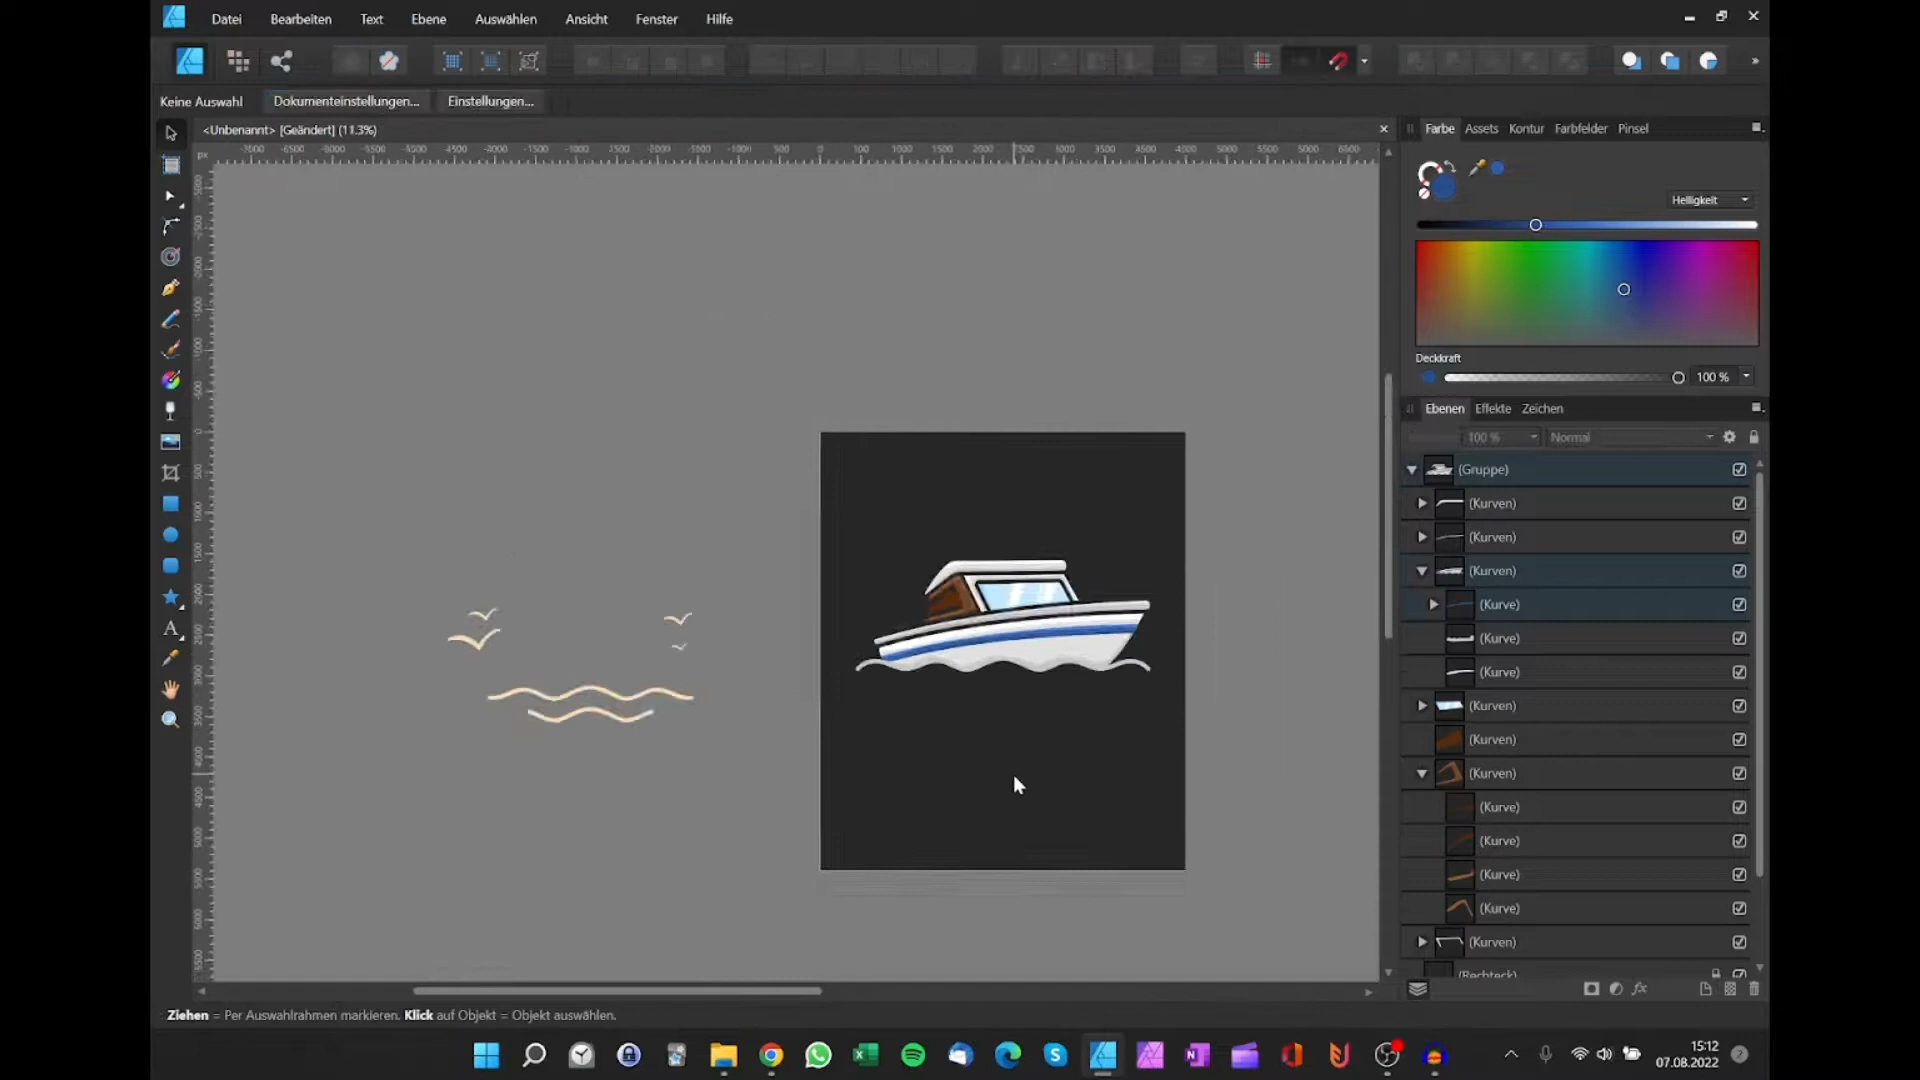 Datei Bearbeiten Text Ebene Auswählen Ansicht Fenster Hilfe
Keine Auswahl Dokumenteinstellungen... Einstellungen...
<Unbenannt> [Geändert] (11.3%)
px
Farbe Assets Kontur Farbfelder Pinsel
Helligkeit
Deckkraft
100 %
Ebenen Effekte Zeichen
100 % Normal
(Gruppe)
(Kurven)
(Kurven)
(Kurven)
(Kurve)
(Kurve)
(Kurve)
(Kurven)
(Kurven)
(Kurven)
(Kurve)
(Kurve)
(Kurve)
(Kurve)
(Kurven)
(Rechteck)
Ziehen = Per Auswahlrahmen markieren. Klick auf Objekt = Objekt auswählen.
15:12
07.08.2022